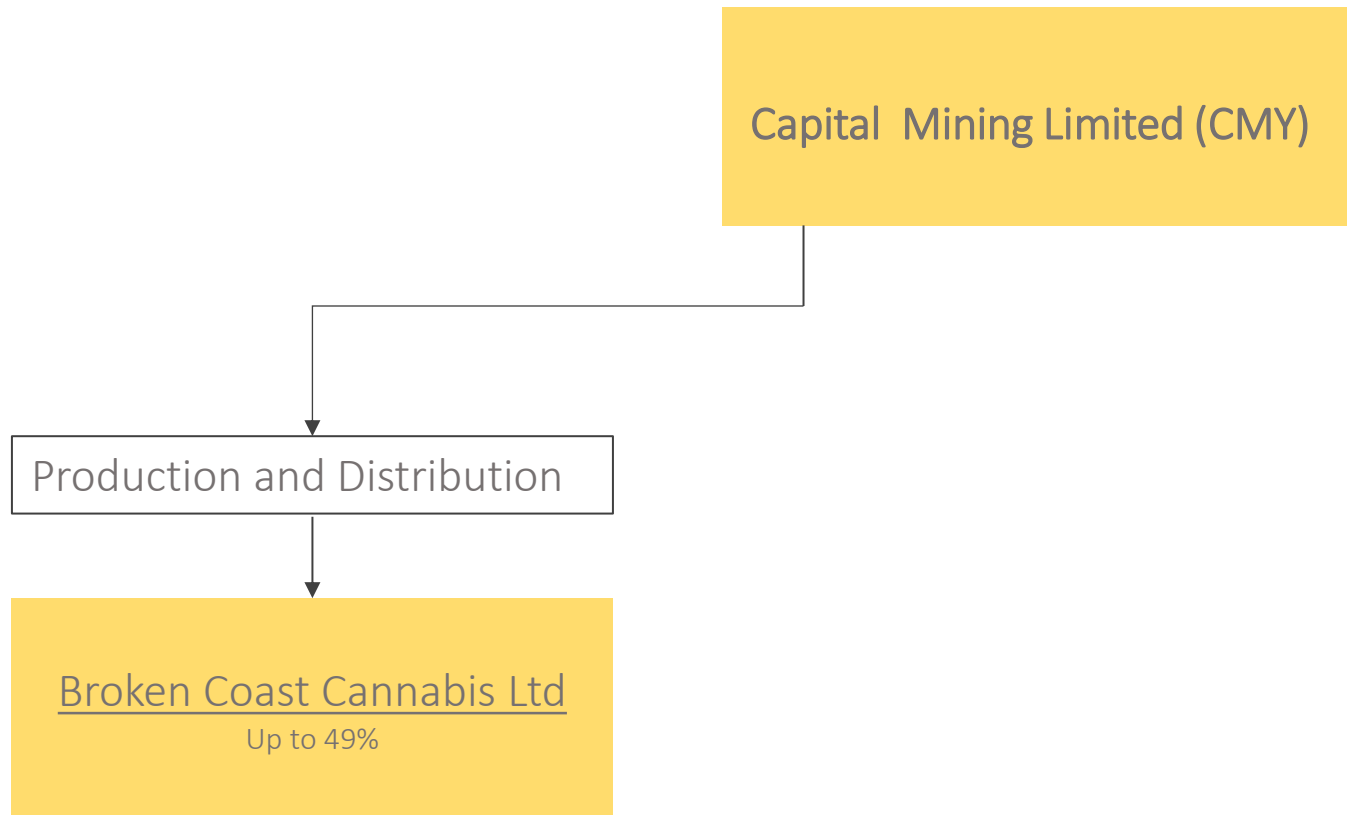 Capital  Mining Limited (CMY)
Production and Distribution
Broken Coast Cannabis Ltd
Up to 49%